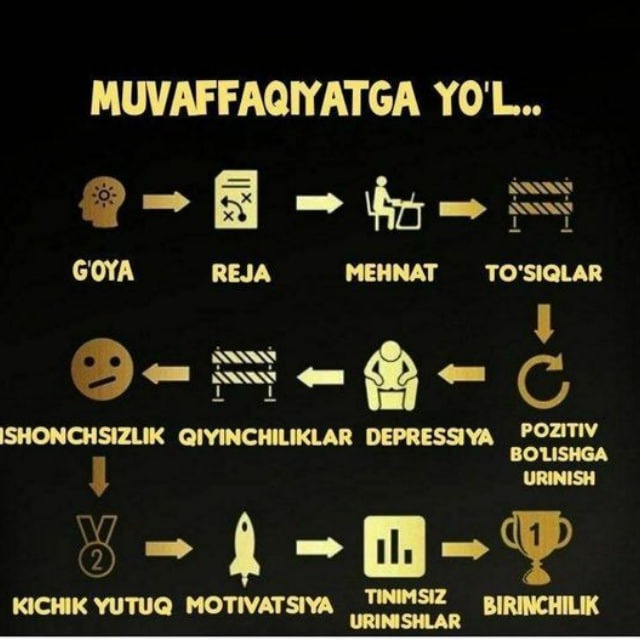 MUVAFFAQIYATGA YO'L...
G'OYA
REJA
MEHNAT
TO'SIQLAR
POZITIV
BO'LISHGA
URINISH
DEPRESSIYA
QIYINCHILIKLAR
ISHONCHSIZLIK
2
KICHIK YUTUQ
MOTIVATSIYA
TINIMSIZ
URINISHLAR
1
BIRINCHILIK